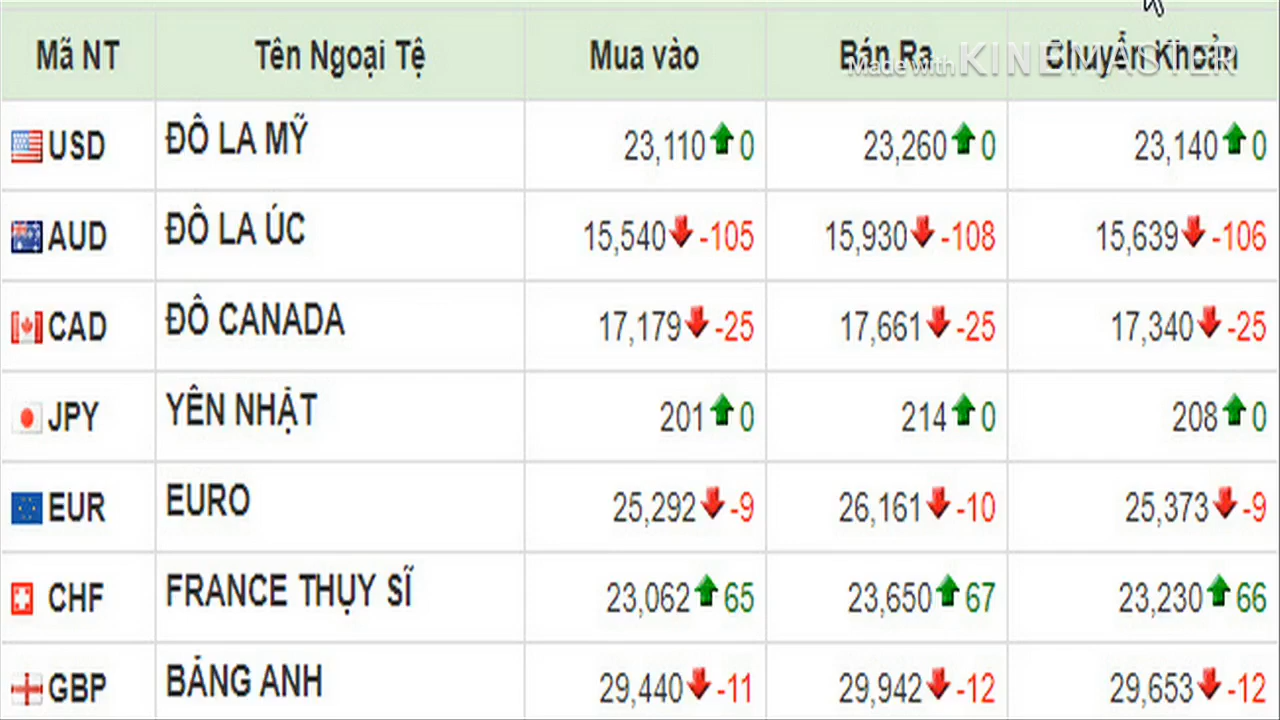 Mã NT Tên Ngoại Tệ Mua vào Bán Ra Chuyển Khoản
Made with KINEMASTER
USD ĐÔ LA MỸ 23,110 0 23,260 0 23,140 0
AUD ĐÔ LA ÚC 15,540 -105 15,930 -108 15,639 -106
CAD ĐÔ CANADA 17,179 -25 17,661 -25 17,340 -25
JPY YÊN NHẬT 201 0 214 0 208 0
EUR EURO 25,292 -9 26,161 -10 25,373 -9
CHF FRANCE THỤY SĨ 23,062 65 23,650 67 23,230 66
GBP BẢNG ANH 29,440 -11 29,942 -12 29,653 -12